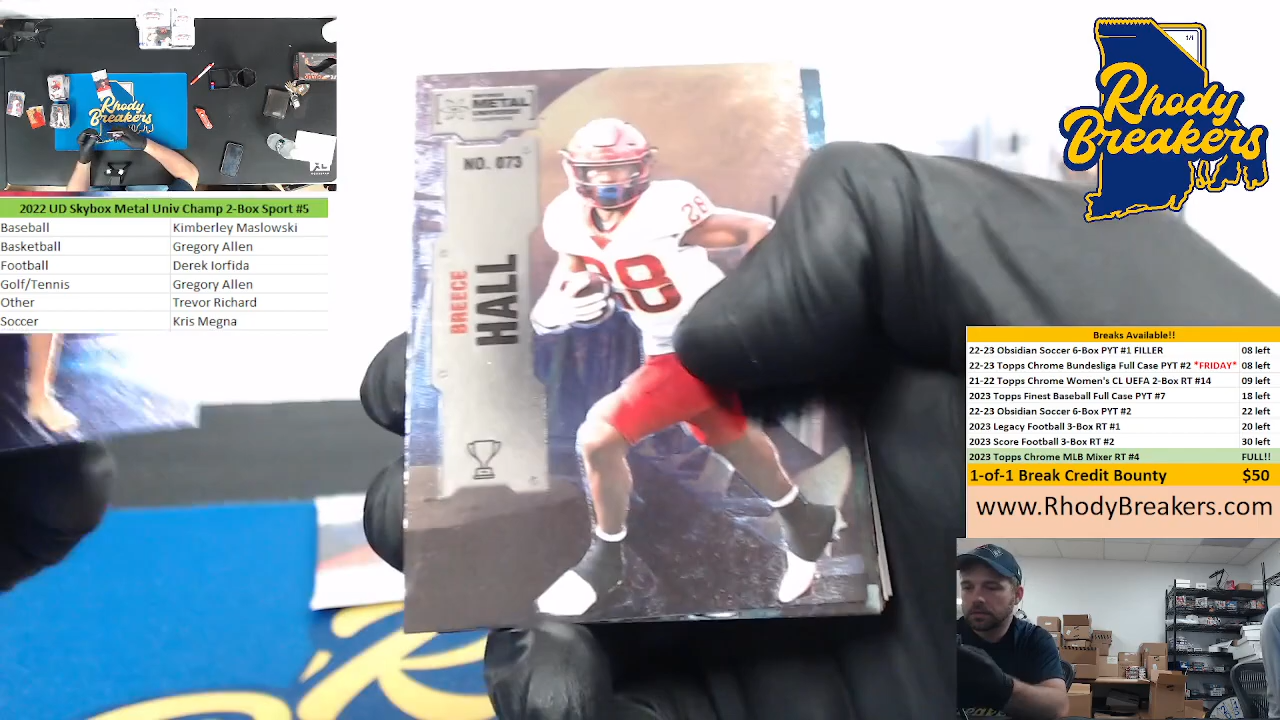 2022 UD Skybox Metal Univ Champ 2-Box Sport #5
Baseball Kimberley Maslowski
Basketball Gregory Allen
Football Derek Iorfida
Golf/Tennis Gregory Allen
Other Trevor Richard
Soccer Kris Megna
Rhody
Breakers
METAL
NO. 073
BREECE
HALL
28
28
1/1
Rhody
Breakers
Breaks Available!!
22-23 Obsidian Soccer 6-Box PYT #1 FILLER 08 left
22-23 Topps Chrome Bundesliga Full Case PYT #2 *FRIDAY* 08 left
21-22 Topps Chrome Women's CL UEFA 2-Box RT #14 09 left
2023 Topps Finest Baseball Full Case PYT #7 18 left
22-23 Obsidian Soccer 6-Box PYT #2 22 left
2023 Legacy Football 3-Box RT #1 20 left
2023 Score Football 3-Box RT #2 30 left
2023 Topps Chrome MLB Mixer RT #4 FULL!!
1-of-1 Break Credit Bounty $50
www.RhodyBreakers.com